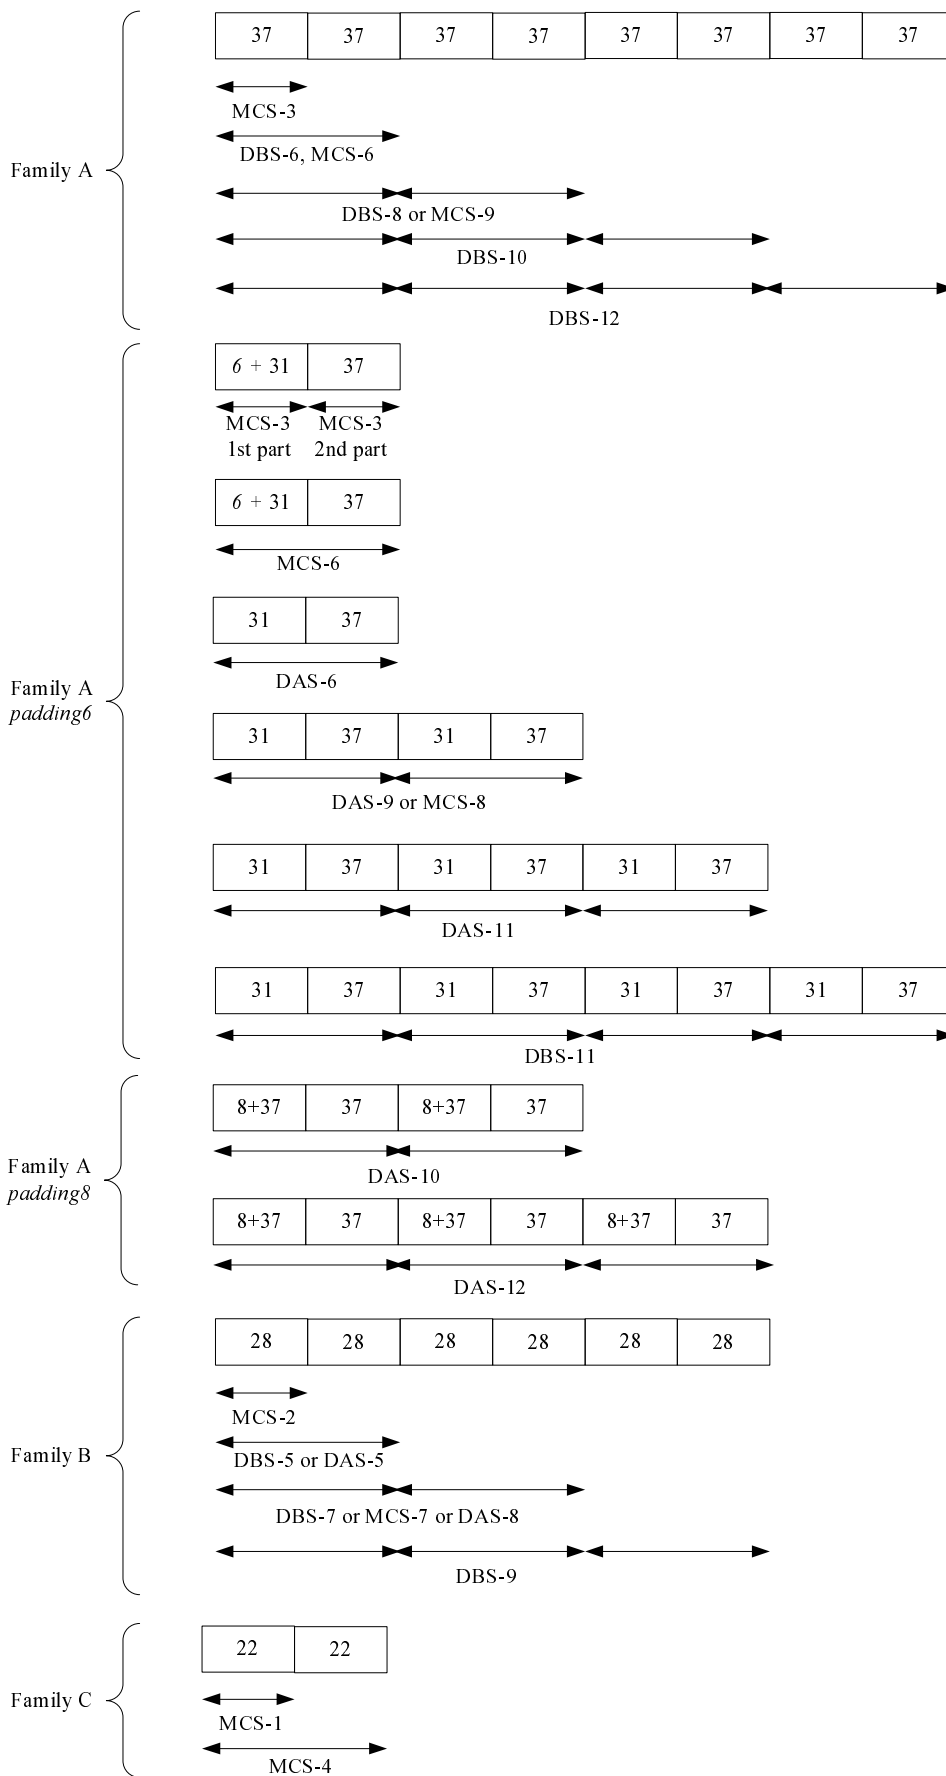 Family A
37 37 37 37 37 37 37 37
MCS-3
DBS-6, MCS-6
DBS-8 or MCS-9
DBS-10
DBS-12
Family A
padding6
6 + 31 37
MCS-3 MCS-3
1st part 2nd part
6 + 31 37
MCS-6
31 37
DAS-6
31 37 31 37
DAS-9 or MCS-8
31 37 31 37 31 37
DAS-11
31 37 31 37 31 37 31 37
DBS-11
Family A
padding8
8+37 37 8+37 37
DAS-10
8+37 37 8+37 37 8+37 37
DAS-12
Family B
28 28 28 28 28 28
MCS-2
DBS-5 or DAS-5
DBS-7 or MCS-7 or DAS-8
DBS-9
Family C
22 22
MCS-1
MCS-4